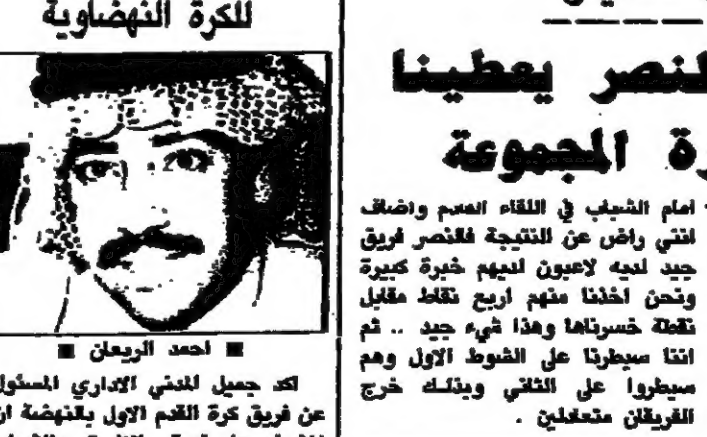 لنصر يعطينا
رة المجموعة
امام الشباب في اللقاء القادم واضاف
انني راض عن النتيجة فالنصر فريق
جيد لديه لاعبون لديهم خبرة كبيرة
ونحن اخذنا منهم اربع نقاط مقابل
نقطة خسرناها وهذا شيء جيد .. ثم
اننا سيطرنا على الشوط الاول وهم
سيطروا على الثاني وبذلك خرج
الفريقان متعادلين .
للكرة النهضاوية
■ احمد الريعان ■
اكد جميل المدني الاداري المسئول
عن فريق كرة القدم الاول بالنهضة ان